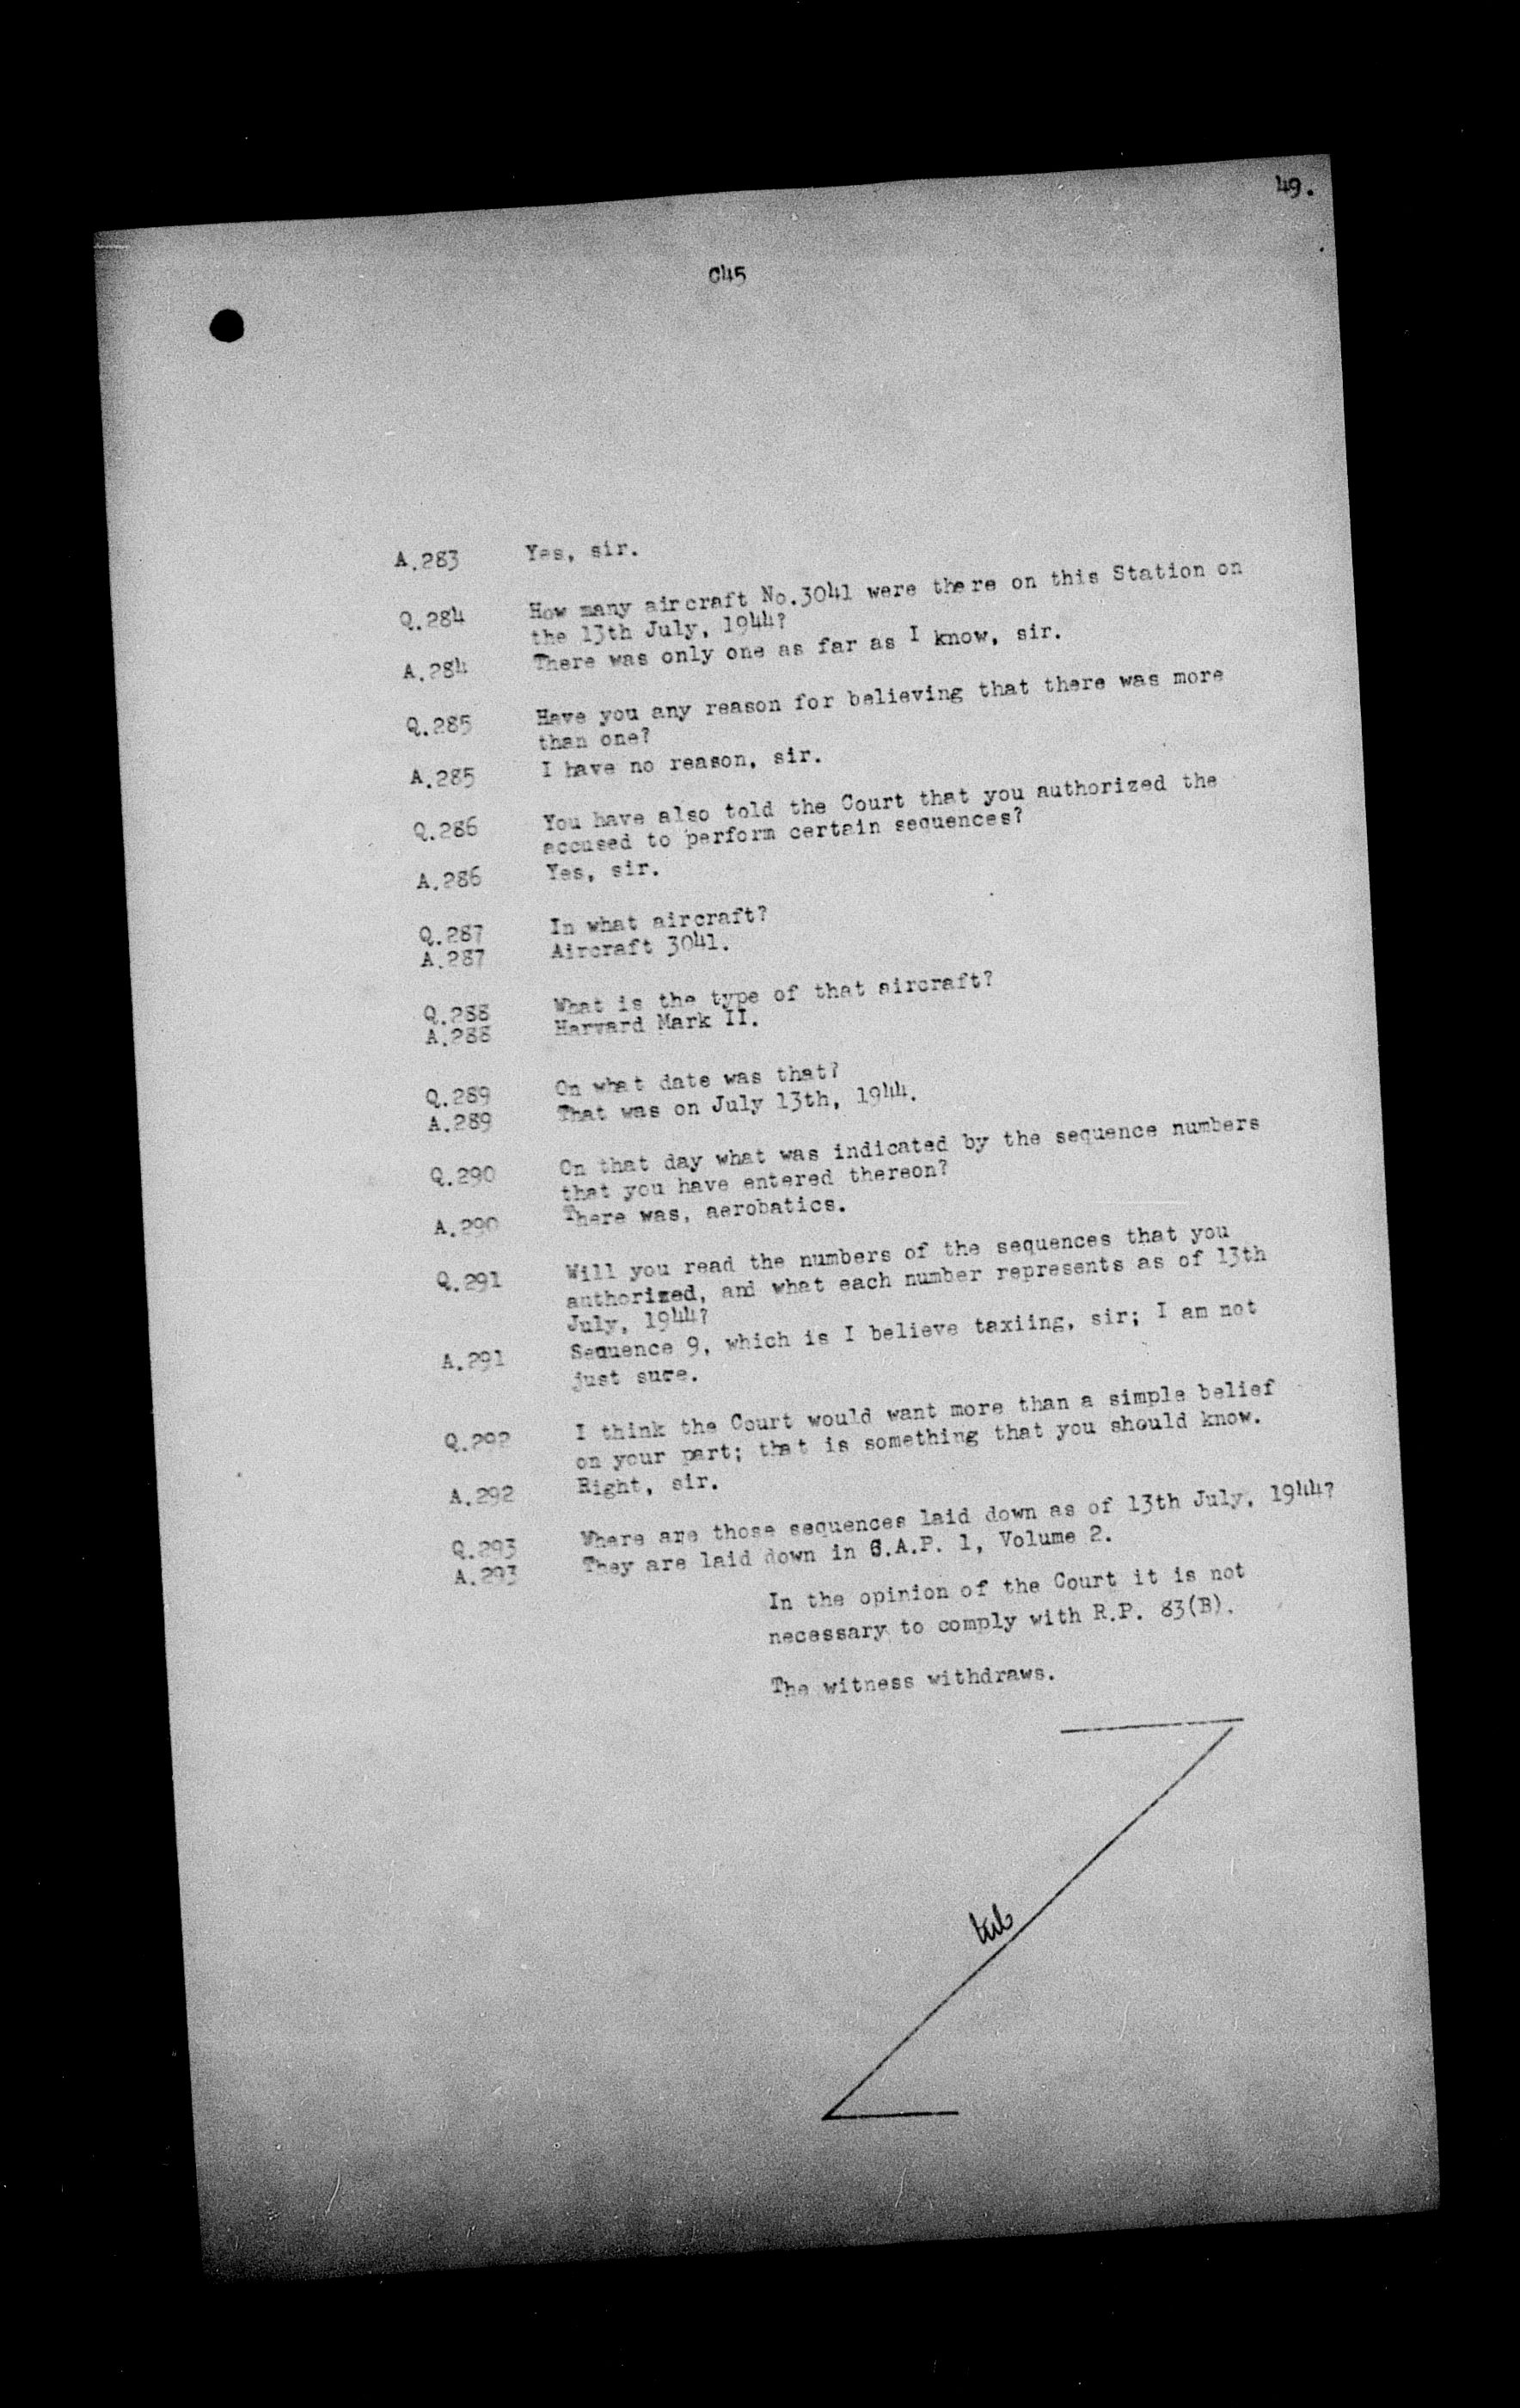 49.
C45
A.283 Yes, sir.
Q.284 How many aircraft No.3041 were there on this Station on
the 13th July, 1944?
A.284 There was only one as far as I know, sir.
Q.285 Have you any reason for believing that there was more
than one?
A.285 I have no reason, sir.
Q.286 You have also told the Court that you authorized the
accused to perform certain sequences?
A.286 Yes, sir.
Q.287 In what aircraft?
A.287 Aircraft 3041.
Q.288 What is the type of that aircraft?
A.288 Harvard Mark II.
Q.289 On what date was that?
A.289 That was on July 13th, 1944.
Q.290 On that day what was indicated by the sequence numbers
that you have entered thereon?
A.290 There was, aerobatics.
Q.291 Will you read the numbers of the sequences that you
authorized, and what each number represents as of 13th
July, 1944?
A.291 Sequence 9, which is I believe taxiing, sir; I am not
just sure.
Q.292 I think the Court would want more than a simple belief
on your part; that is something that you should know.
A.292 Right, sir.
Q.293 Where are those sequences laid down as of 13th July, 1944?
A.293 They are laid down in C.A.P. 1, Volume 2.
In the opinion of the Court it is not
necessary to comply with R.P. 83(B).
The witness withdraws.